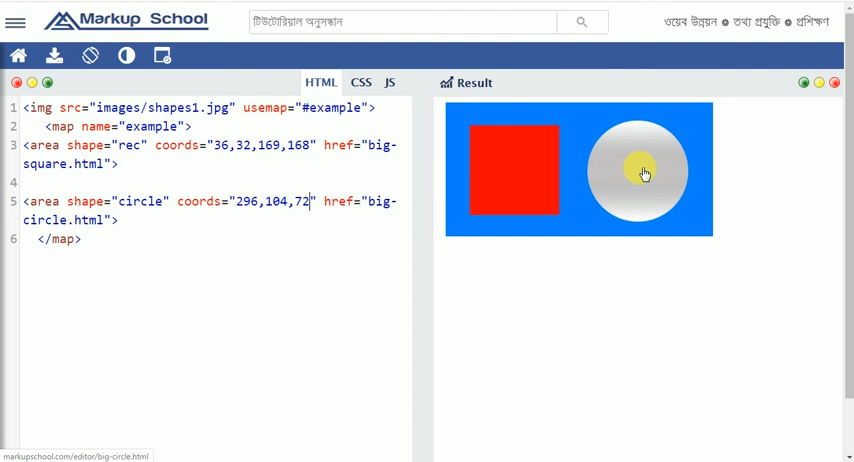 Markup School
টিউটোরিয়াল অনুসন্ধান
ওয়েব উন্নয়ন তথ্য প্রযুক্তি প্রশিক্ষণ
HTML CSS JS
Result
1 <img src="images/shapes1.jpg" usemap="#example">
2 <map name="example">
3 <area shape="rec" coords="36,32,169,168" href="big-
square.html">
4
5 <area shape="circle" coords="296,104,72" href="big-
circle.html">
6 </map>
markupschool.com/editor/big-circle.html